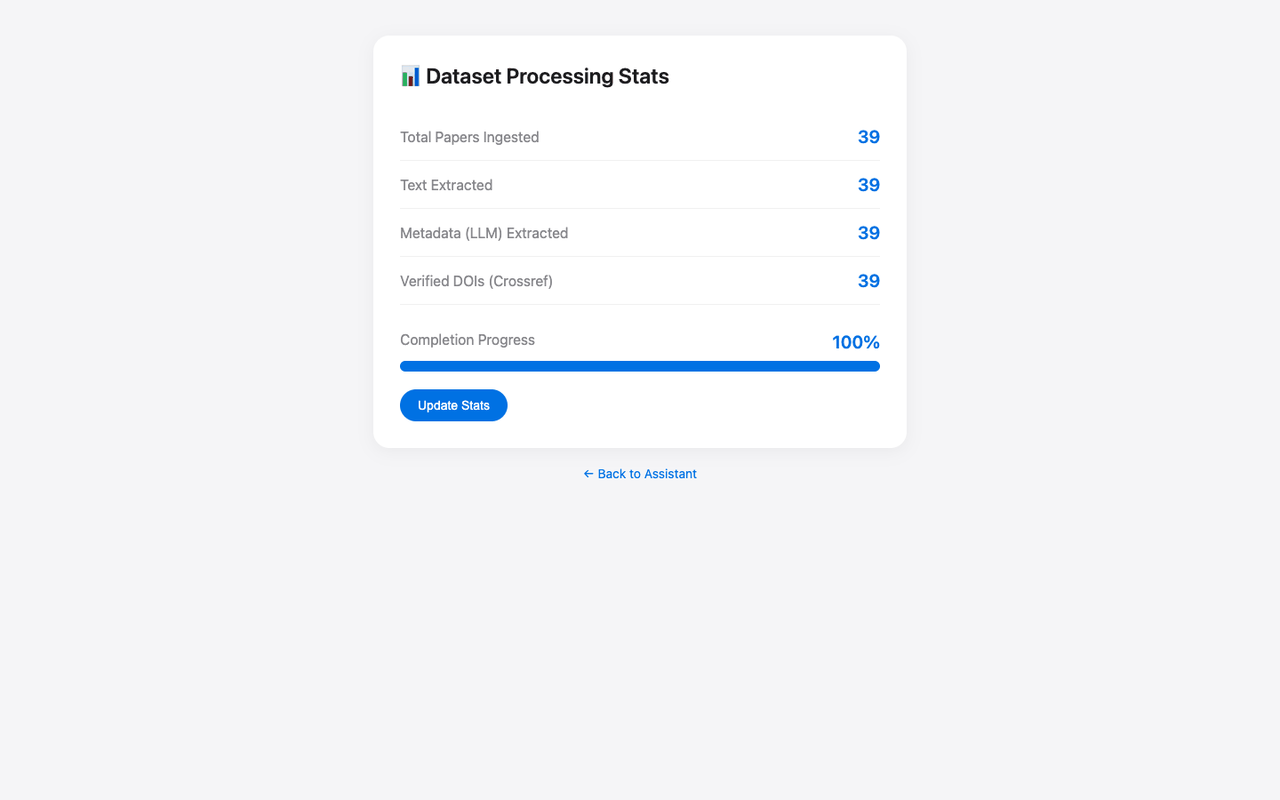 📊 Dataset Processing Stats
Total Papers Ingested 39
Text Extracted 39
Metadata (LLM) Extracted 39
Verified DOIs (Crossref) 39
Completion Progress 100%
Update Stats
← Back to Assistant